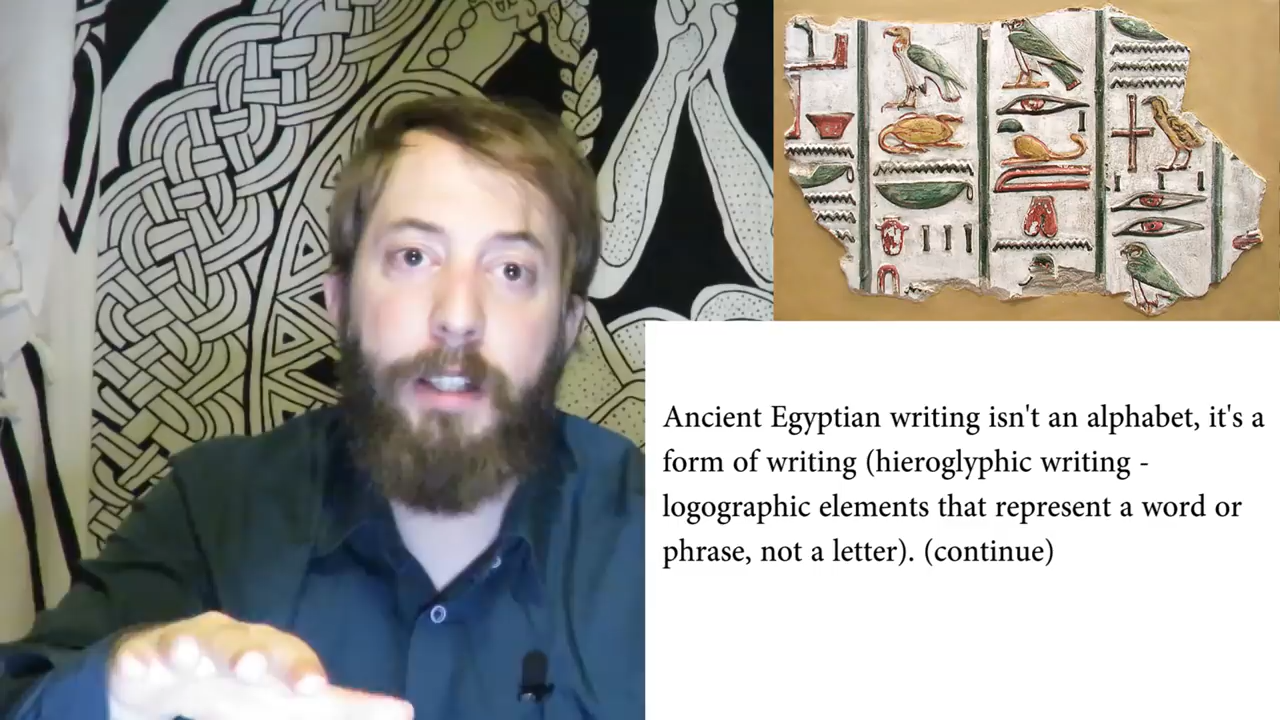 Ancient Egyptian writing isn't an alphabet, it's a
form of writing (hieroglyphic writing -
logographic elements that represent a word or
phrase, not a letter). (continue)